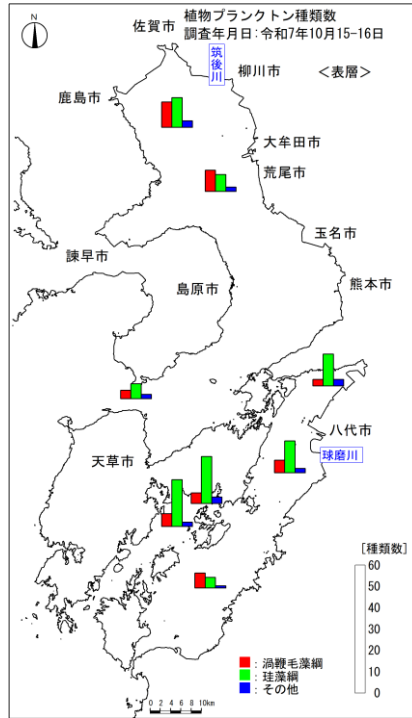 植物プランクトン種類数
調査年月日:令和7年10月15-16日
<表層>
N
佐賀市
筑後川
柳川市
鹿島市
大牟田市
荒尾市
玉名市
諫早市
島原市
熊本市
八代市
球磨川
天草市
[種類数]
60
50
40
30
20
10
0
:渦鞭毛藻綱
:珪藻綱
:その他
0 2 4 6 8 10km